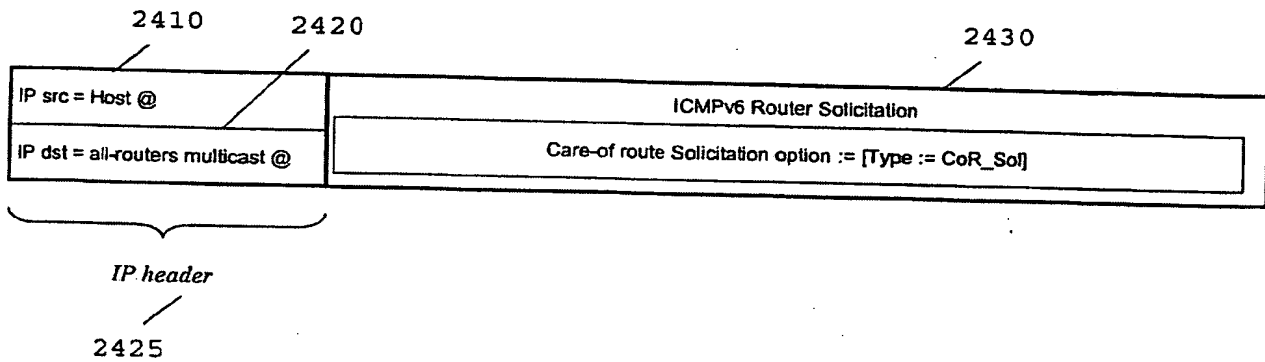 2410
2420
2430
IP src = Host @
ICMPv6 Router Solicitation
IP dst = all-routers multicast @
Care-of route Solicitation option := [Type := CoR_Sol]
IP header
2425